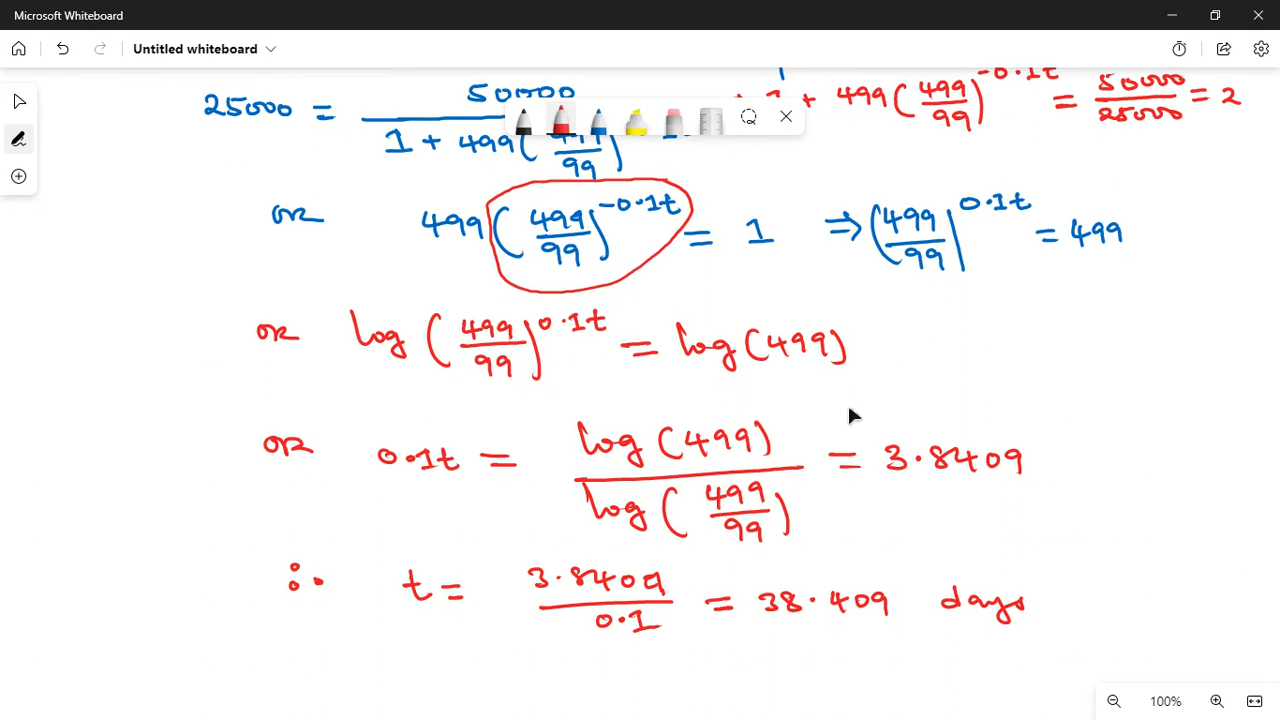 Microsoft Whiteboard
Untitled whiteboard
25000 = 50000 / 1 + 499(499/99)
+ 499(499/99)^-0.1t = 50000/25000 = 2
or 499(499/99)^-0.1t = 1 ⇒ (499/99)^0.1t = 499
or log(499/99)^0.1t = log(499)
or 0.1t = log(499) / log(499/99) = 3.8409
∴ t = 3.8409/0.1 = 38.409 days
100%